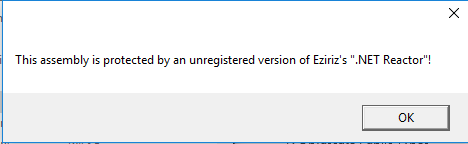 This assembly is protected by an unregistered version of Eziriz's ".NET Reactor"!
OK